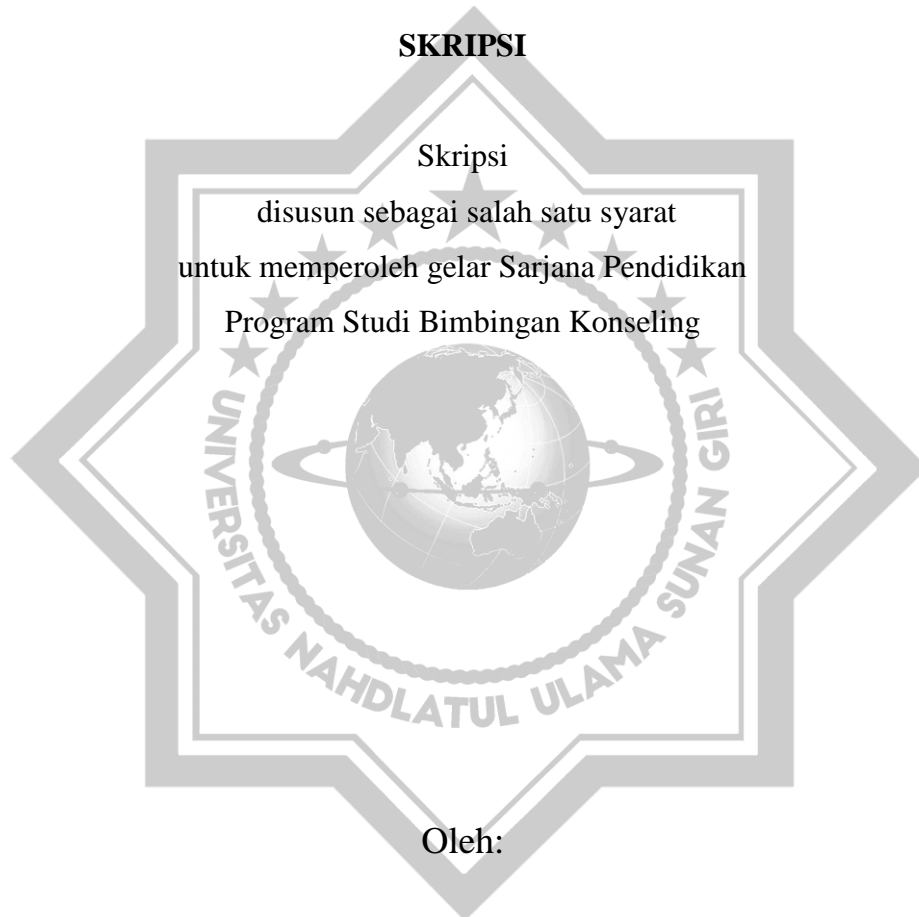 SKRIPSI
Skripsi
disusun sebagai salah satu syarat
untuk memperoleh gelar Sarjana Pendidikan
Program Studi Bimbingan Konseling
UNIVERSITAS NAHDLATUL ULAMA SUNAN GIRI
Oleh: